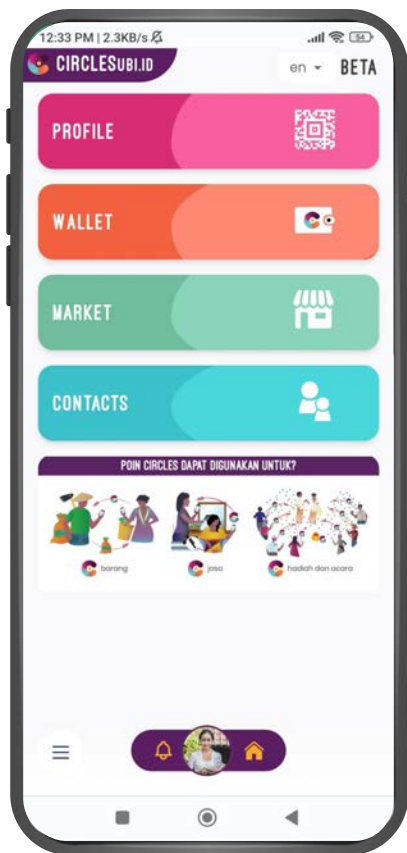 12:33 PM | 2.3KB/s 54
CIRCLESUBI.ID en BETA
PROFILE
WALLET
MARKET
CONTACTS
POIN CIRCLES DAPAT DIGUNAKAN UNTUK?
barang jasa hadiah dan acara